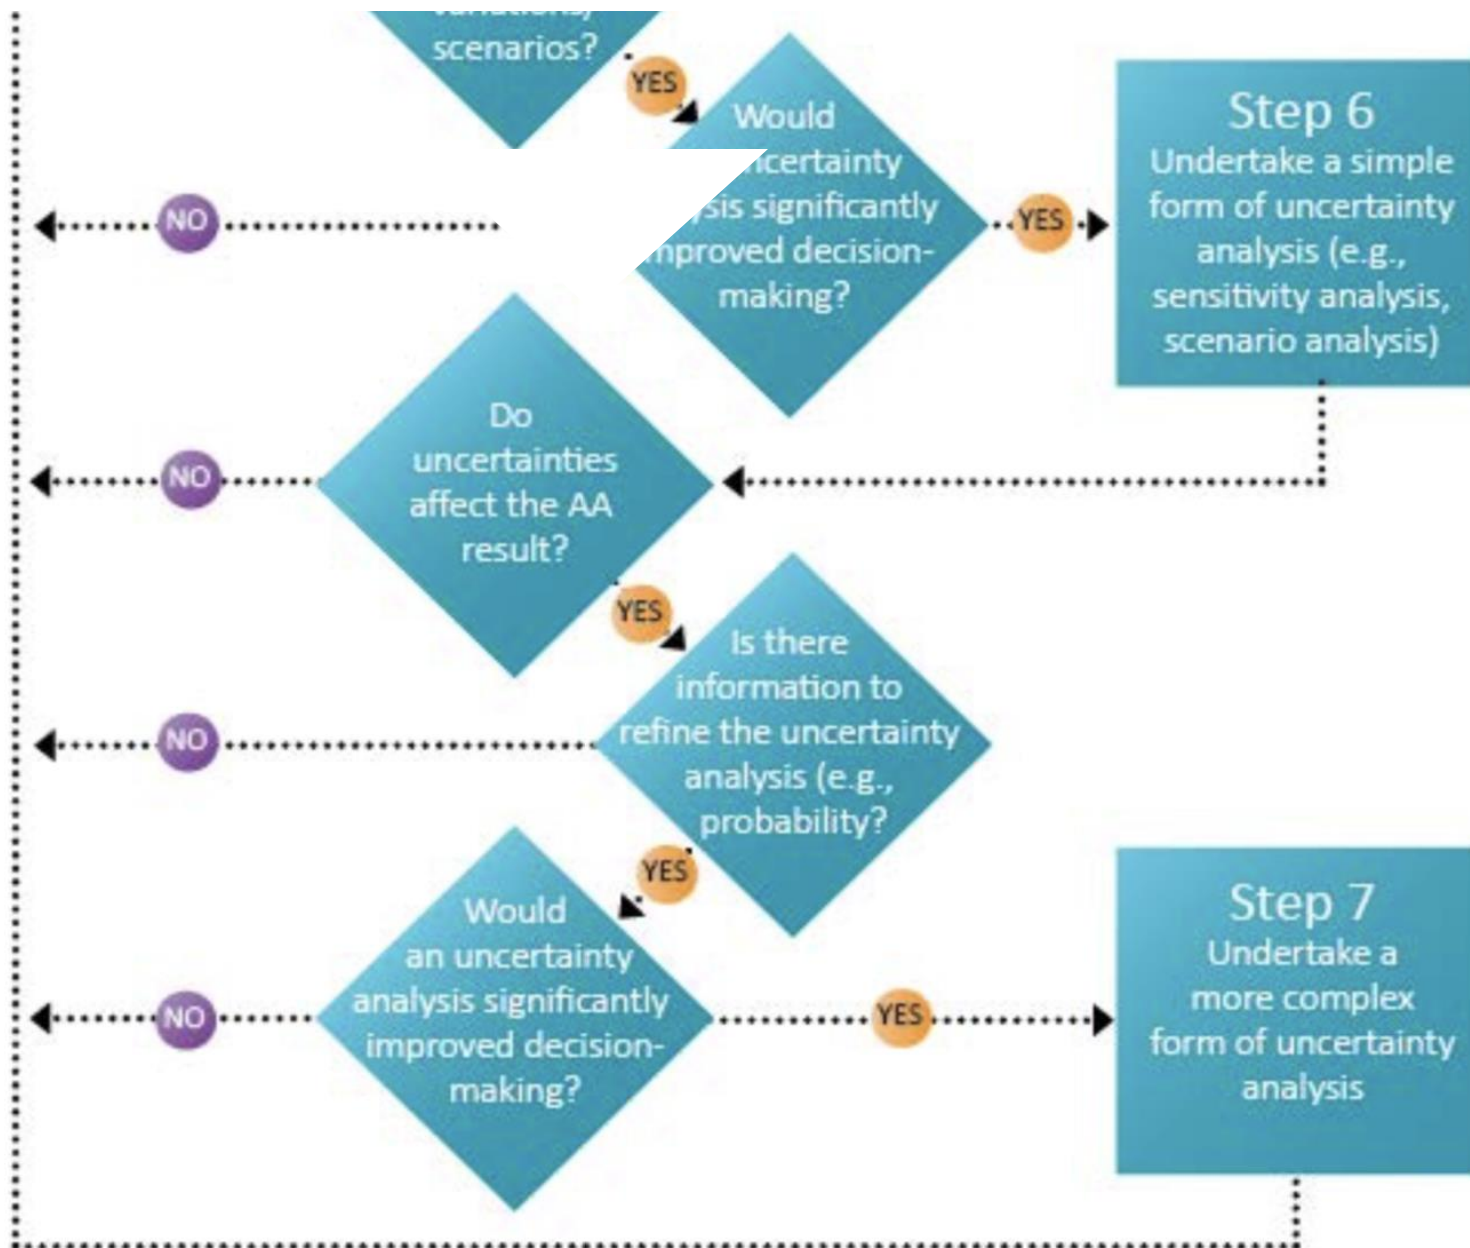 scenarios?
YES
Would
significantly
decision-
making?
YES
NO
Step 6
Undertake a simple
form of uncertainty
analysis (e.g.,
sensitivity analysis,
scenario analysis)
Do
uncertainties
affect the AA
result?
NO
YES
Is there
information to
refine the uncertainty
analysis (e.g.,
probability?
NO
YES
Would
an uncertainty
analysis significantly
improved decision-
making?
NO
YES
Step 7
Undertake a
more complex
form of uncertainty
analysis